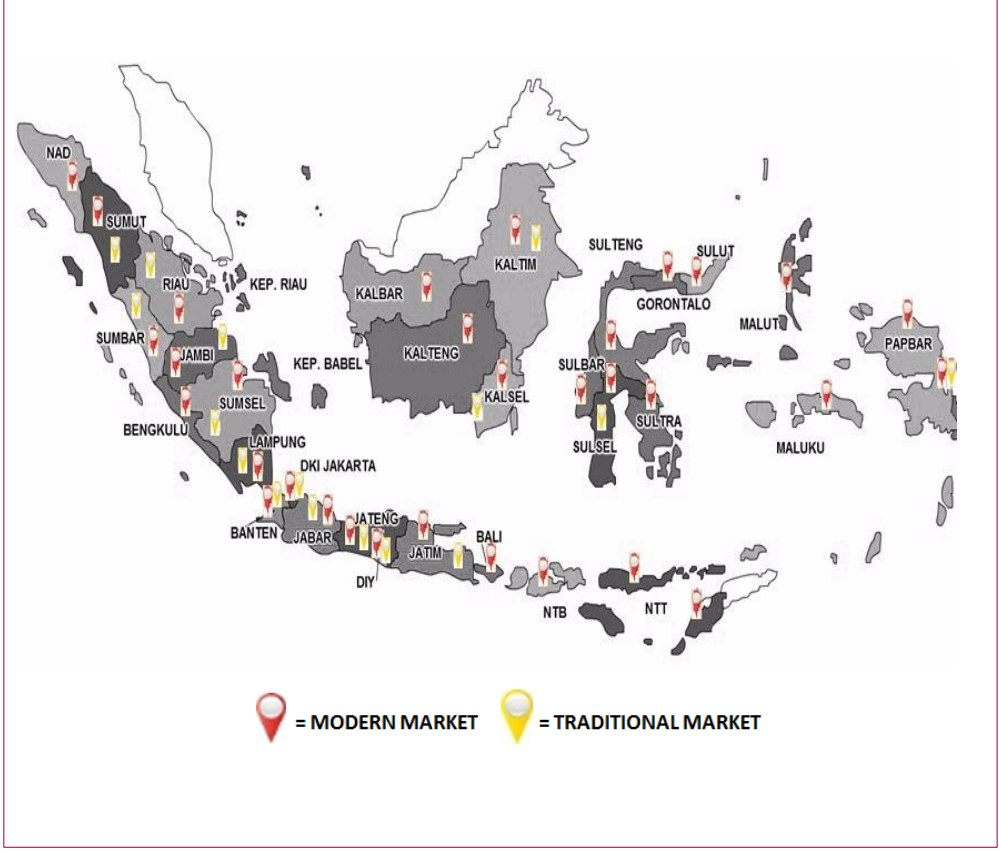 NAD
SUMUT
RIAU
KEP. RIAU
SUMBAR
JAMBI
KEP. BABEL
SUMSEL
BENGKULU
LAMPUNG
DKI JAKARTA
BANTEN
JABAR
JATENG
DIY
JATIM
BALI
NTB
NTT
KALBAR
KALTENG
KALTIM
KALSEL
SULTENG
SULUT
GORONTALO
SULBAR
SULSEL
SULTRA
MALUT
MALUKU
PAPBAR
= MODERN MARKET
= TRADITIONAL MARKET